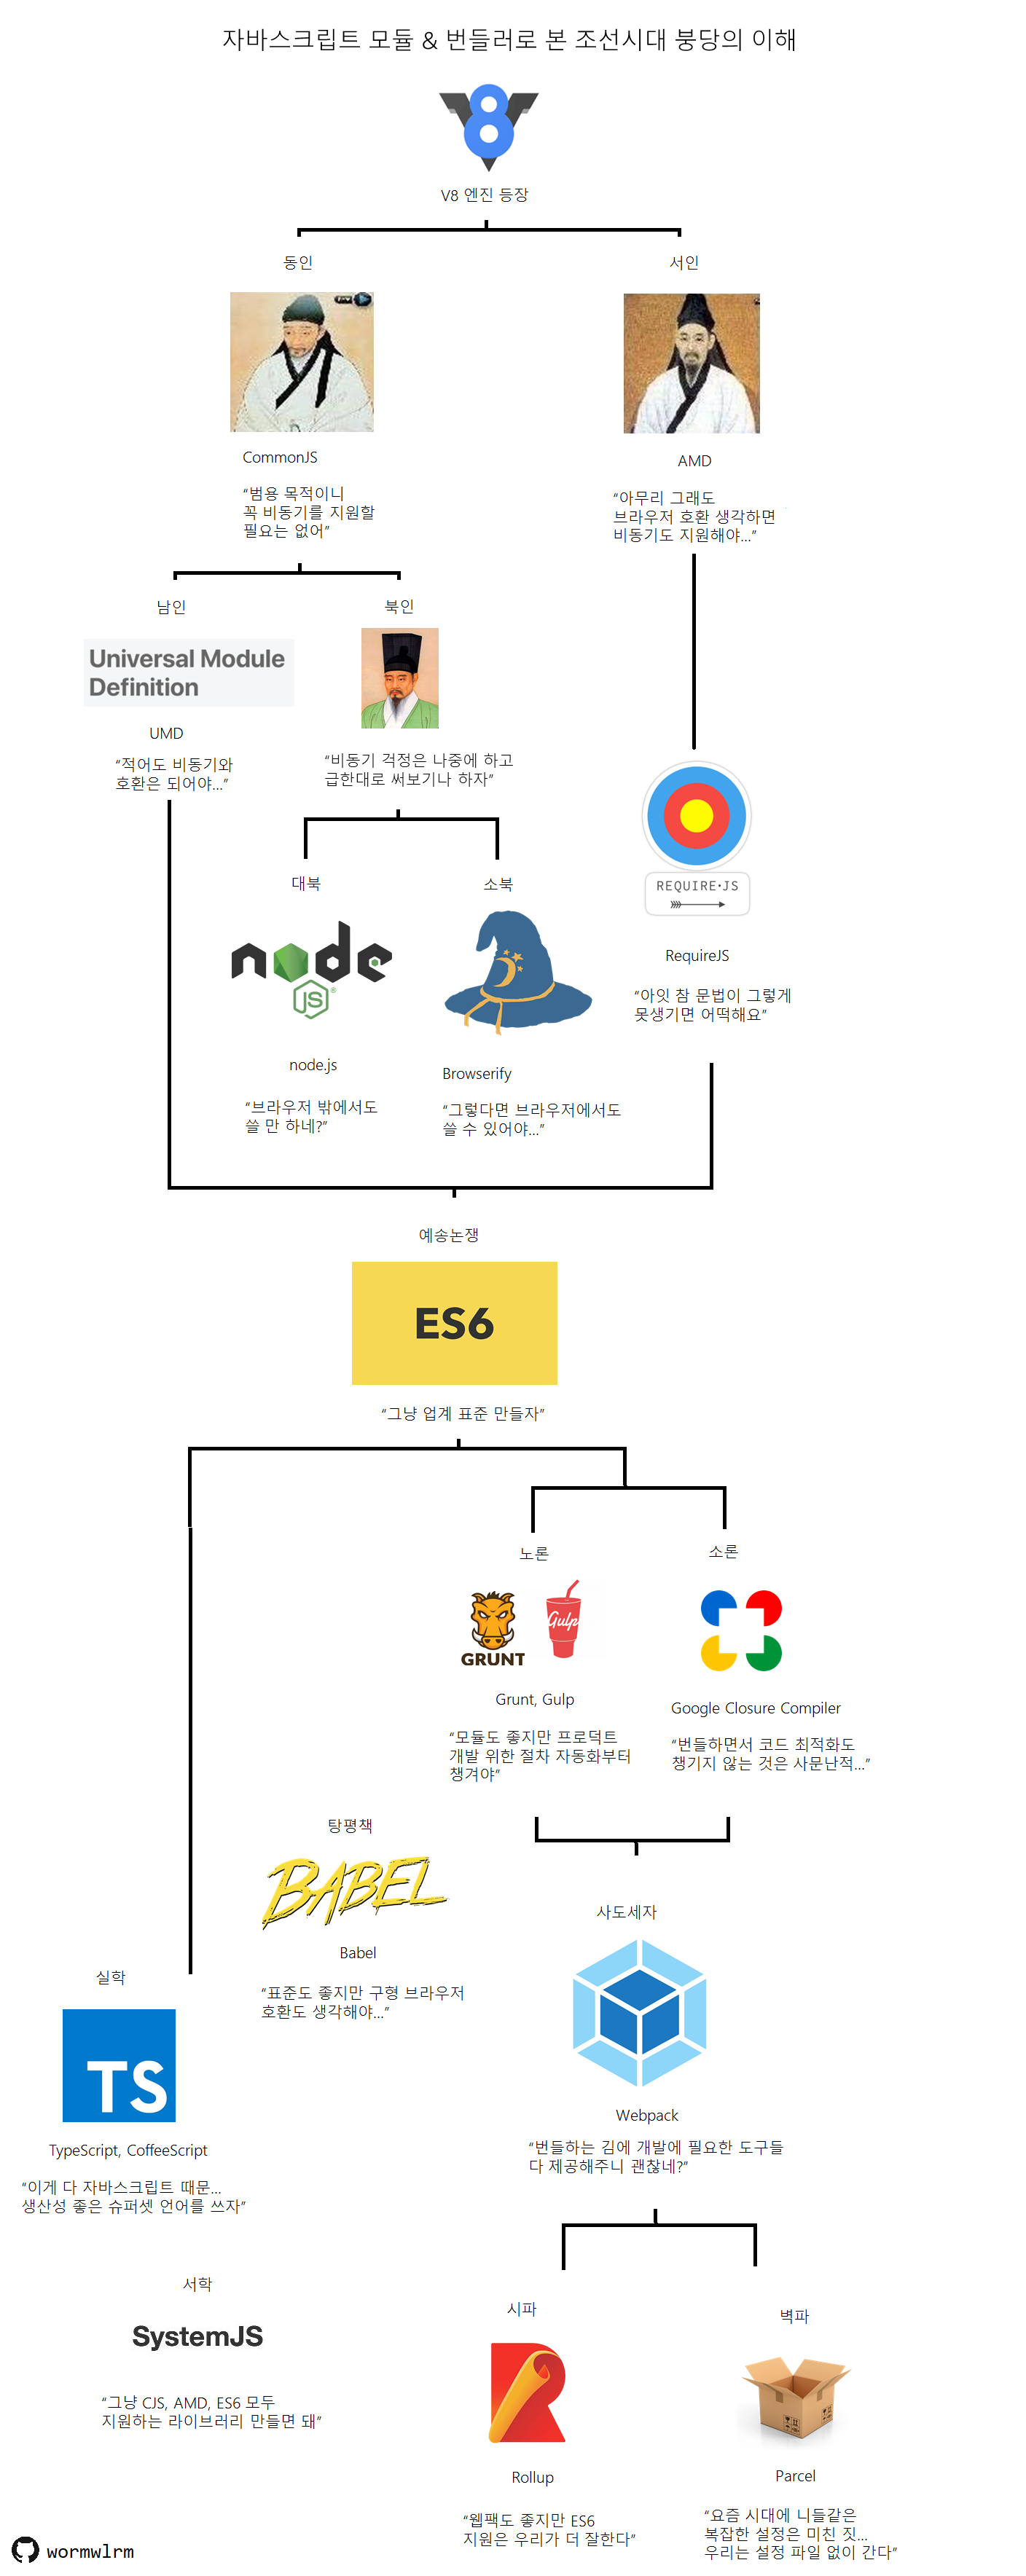 자바스크립트 모듈 & 번들러로 본 조선시대 붕당의 이해
V8 엔진 등장
동인
서인
CommonJS
"범용 목적이니
꼭 비동기를 지원할
필요는 없어"
AMD
"아무리 그래도
브라우저 호환 생각하면
비동기도 지원해야..."
남인
북인
Universal Module
Definition
UMD
"적어도 비동기와
호환은 되어야..."
"비동기 걱정은 나중에 하고
급한대로 써보기나 하자"
REQUIRE·JS
RequireJS
"아잇 참 문법이 그렇게
못생기면 어떡해요"
대북
소북
node
JS
node.js
"브라우저 밖에서도
쓸 만 하네?"
Browserify
"그렇다면 브라우저에서도
쓸 수 있어야..."
예송논쟁
ES6
"그냥 업계 표준 만들자"
노론
소론
GRUNT
Gulp
Grunt, Gulp
"모듈도 좋지만 프로덕트
개발 위한 절차 자동화부터
챙겨야"
Google Closure Compiler
"번들하면서 코드 최적화도
챙기지 않는 것은 사문난적..."
탕평책
BABEL
Babel
"표준도 좋지만 구형 브라우저
호환도 생각해야..."
사도세자
Webpack
"번들하는 김에 개발에 필요한 도구들
다 제공해주니 괜찮네?"
실학
TS
TypeScript, CoffeeScript
"이게 다 자바스크립트 때문...
생산성 좋은 슈퍼셋 언어를 쓰자"
서학
SystemJS
"그냥 CJS, AMD, ES6 모두
지원하는 라이브러리 만들면 돼"
시파
벽파
Rollup
"웹팩도 좋지만 ES6
지원은 우리가 더 잘한다"
Parcel
"요즘 시대에 니들같은
복잡한 설정은 미친 짓...
우리는 설정 파일 없이 간다"
wormwlrm